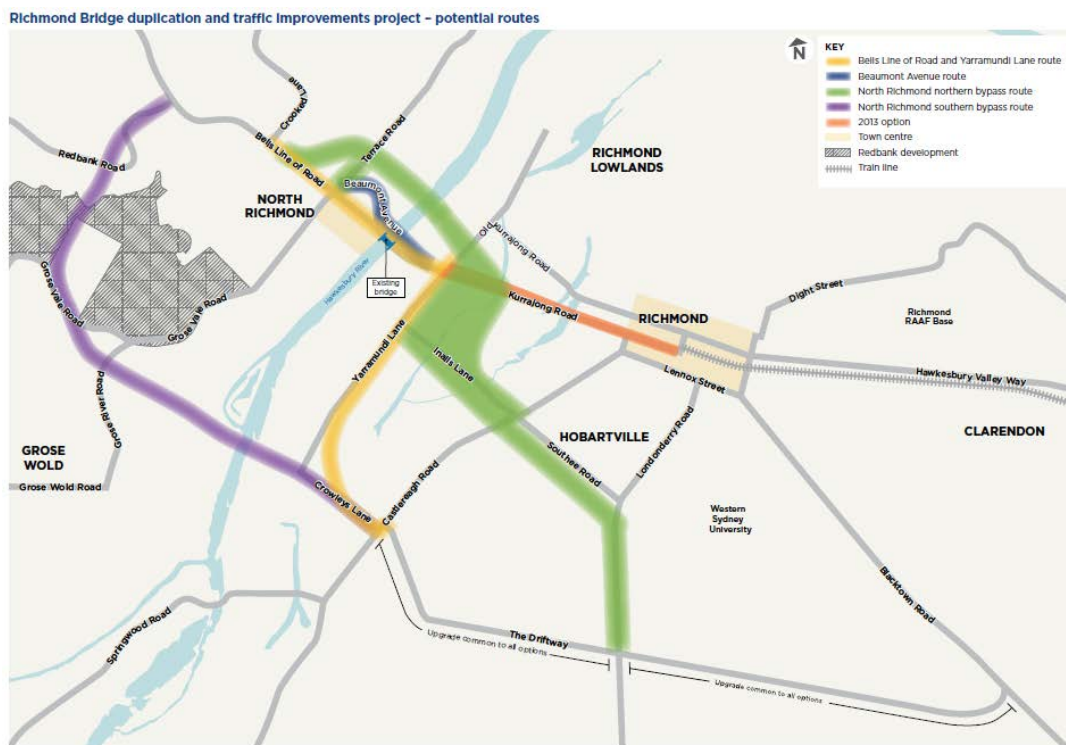 Richmond Bridge duplication and traffic improvements project – potential routes
N
KEY
Bells Line of Road and Yarramundi Lane route
Beaumont Avenue route
North Richmond northern bypass route
North Richmond southern bypass route
2013 option
Town centre
Redbank development
Train line
Crooked
Lane
Bells Line of Road
Terrace Road
Redbank Road
RICHMOND
LOWLANDS
NORTH
RICHMOND
Beaumont
Avenue
Old Kurrajong Road
Hawkesbury River
Existing
bridge
Grose Vale Road
Grose Vale Road
Kurrajong Road
RICHMOND
Dight Street
Richmond
RAAF Base
Yarramundi Lane
Inalls Lane
Lennox Street
Hawkesbury Valley Way
Grose River Road
GROSE
WOLD
Grose Wold Road
HOBARTVILLE
Londonderry Road
CLARENDON
Southee Road
Castlereagh Road
Crowleys Lane
Western
Sydney
University
Blacktown Road
Springwood Road
The Driftway
Upgrade common to all options
Upgrade common to all options